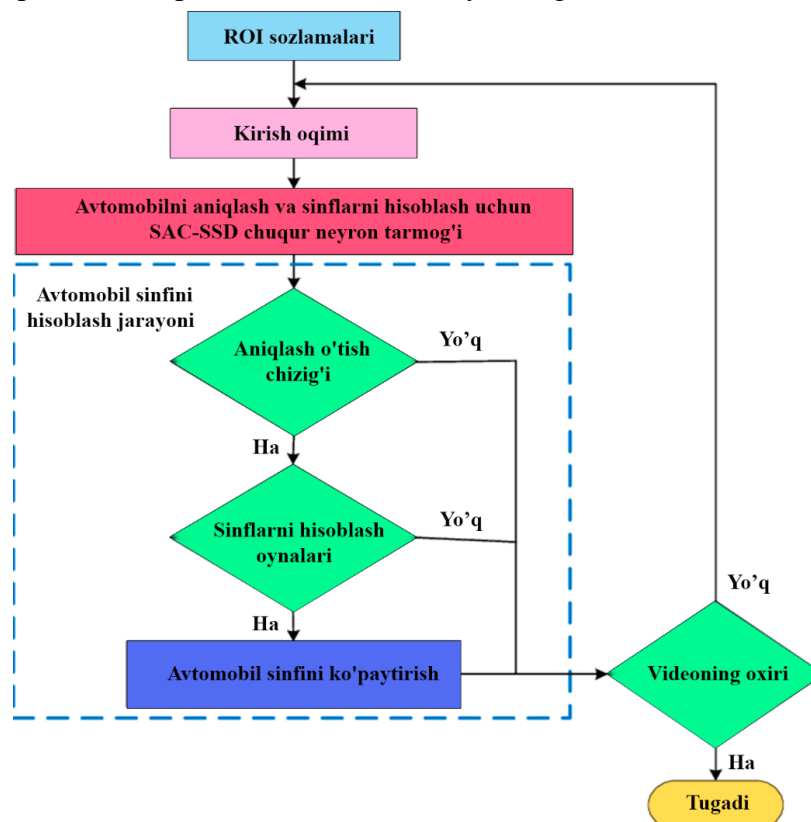 ROI sozlamalari
Kirish oqimi
Avtomobilni aniqlash va sinflarni hisoblash uchun
SAC-SSD chuqur neyron tarmog'i
Avtomobil sinfini
hisoblash jarayoni
Aniqlash o'tish
chizig'i
Yo’q
Ha
Sinflarni hisoblash
oynalari
Yo’q
Ha
Avtomobil sinfini ko'paytirish
Yo’q
Videoning oxiri
Ha
Tugadi